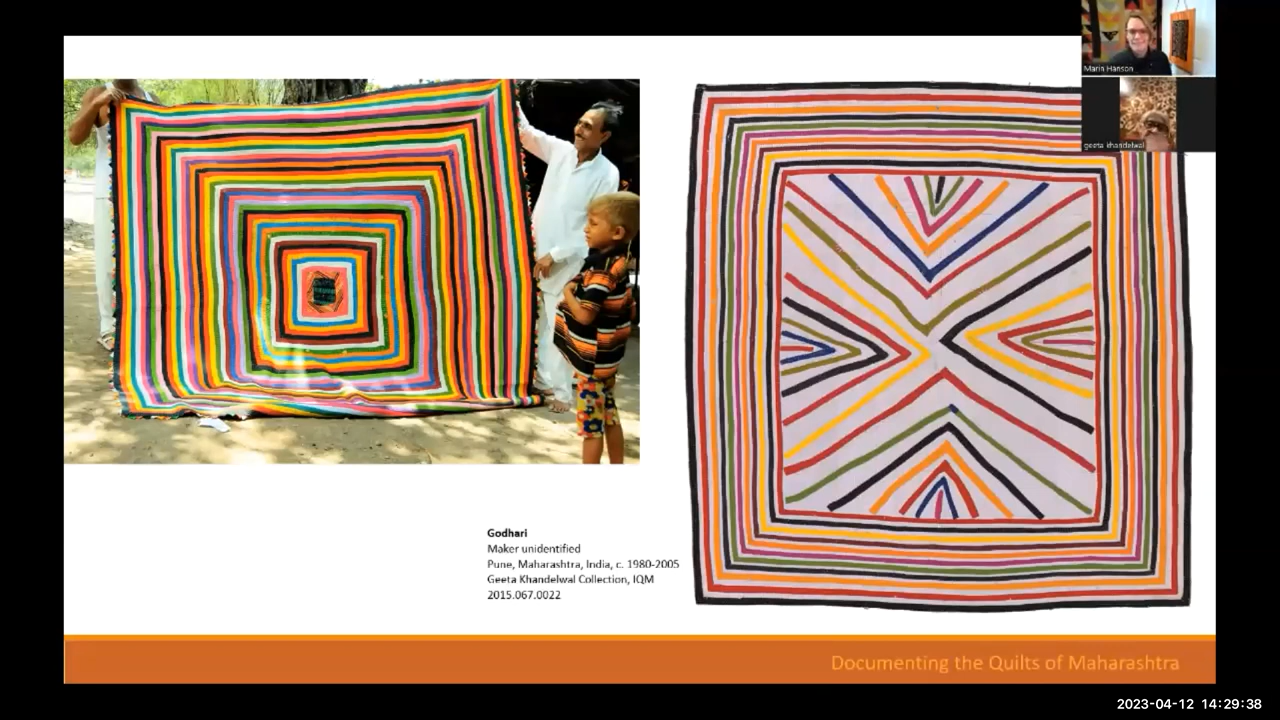 Marin Hanson
geeta khandelwal
Godhari
Maker unidentified
Pune, Maharashtra, India, c. 1980-2005
Geeta Khandelwal Collection, IQM
2015.067.0022
Documenting the Quilts of Maharashtra
2023-04-12 14:29:38